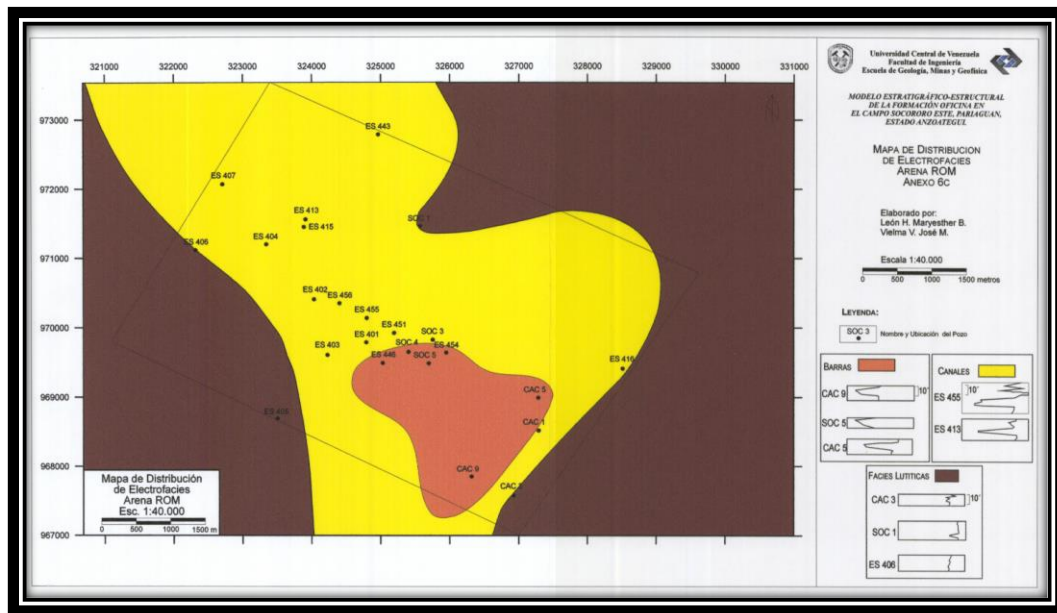 321000 322000 323000 324000 325000 326000 327000 328000 329000 330000 331000
973000
972000
971000
970000
969000
968000
967000
ES 443
ES 407
ES 413
ES 415
SOC 1
ES 404
ES 406
ES 402
ES 456
ES 455
ES 451
SOC 3
ES 401
ES 403
SOC 4
ES 454
ES 446
SOC 5
ES 416
CAC 5
CAC 1
CAC 9
Mapa de Distribución
de Electrofacies
Arena ROM
Esc. 1:40.000
0 500 1000 1500 m
Universidad Central de Venezuela
Facultad de Ingeniería
Escuela de Geología, Minas y Geofísica
MODELO ESTRATIGRÁFICO-ESTRUCTURAL
DE LA FORMACIÓN OFICINA EN
EL CAMPO SOCORORO ESTE, PARIAGUAN,
ESTADO ANZOATEGUI.
MAPA DE DISTRIBUCION
DE ELECTROFACIES
ARENA ROM
ANEXO 6C
Elaborado por:
León H. Maryesther B.
Vielma V. José M.
Escala 1:40.000
0 500 1000 1500 metros
LEYENDA:
SOC 3 Nombre y Ubicación del Pozo
BARRAS
CAC 9 10'
SOC 5
CAC 5
CANALES
ES 455 10'
ES 413
FACIES LUTITICAS
CAC 3 10'
SOC 1
ES 406